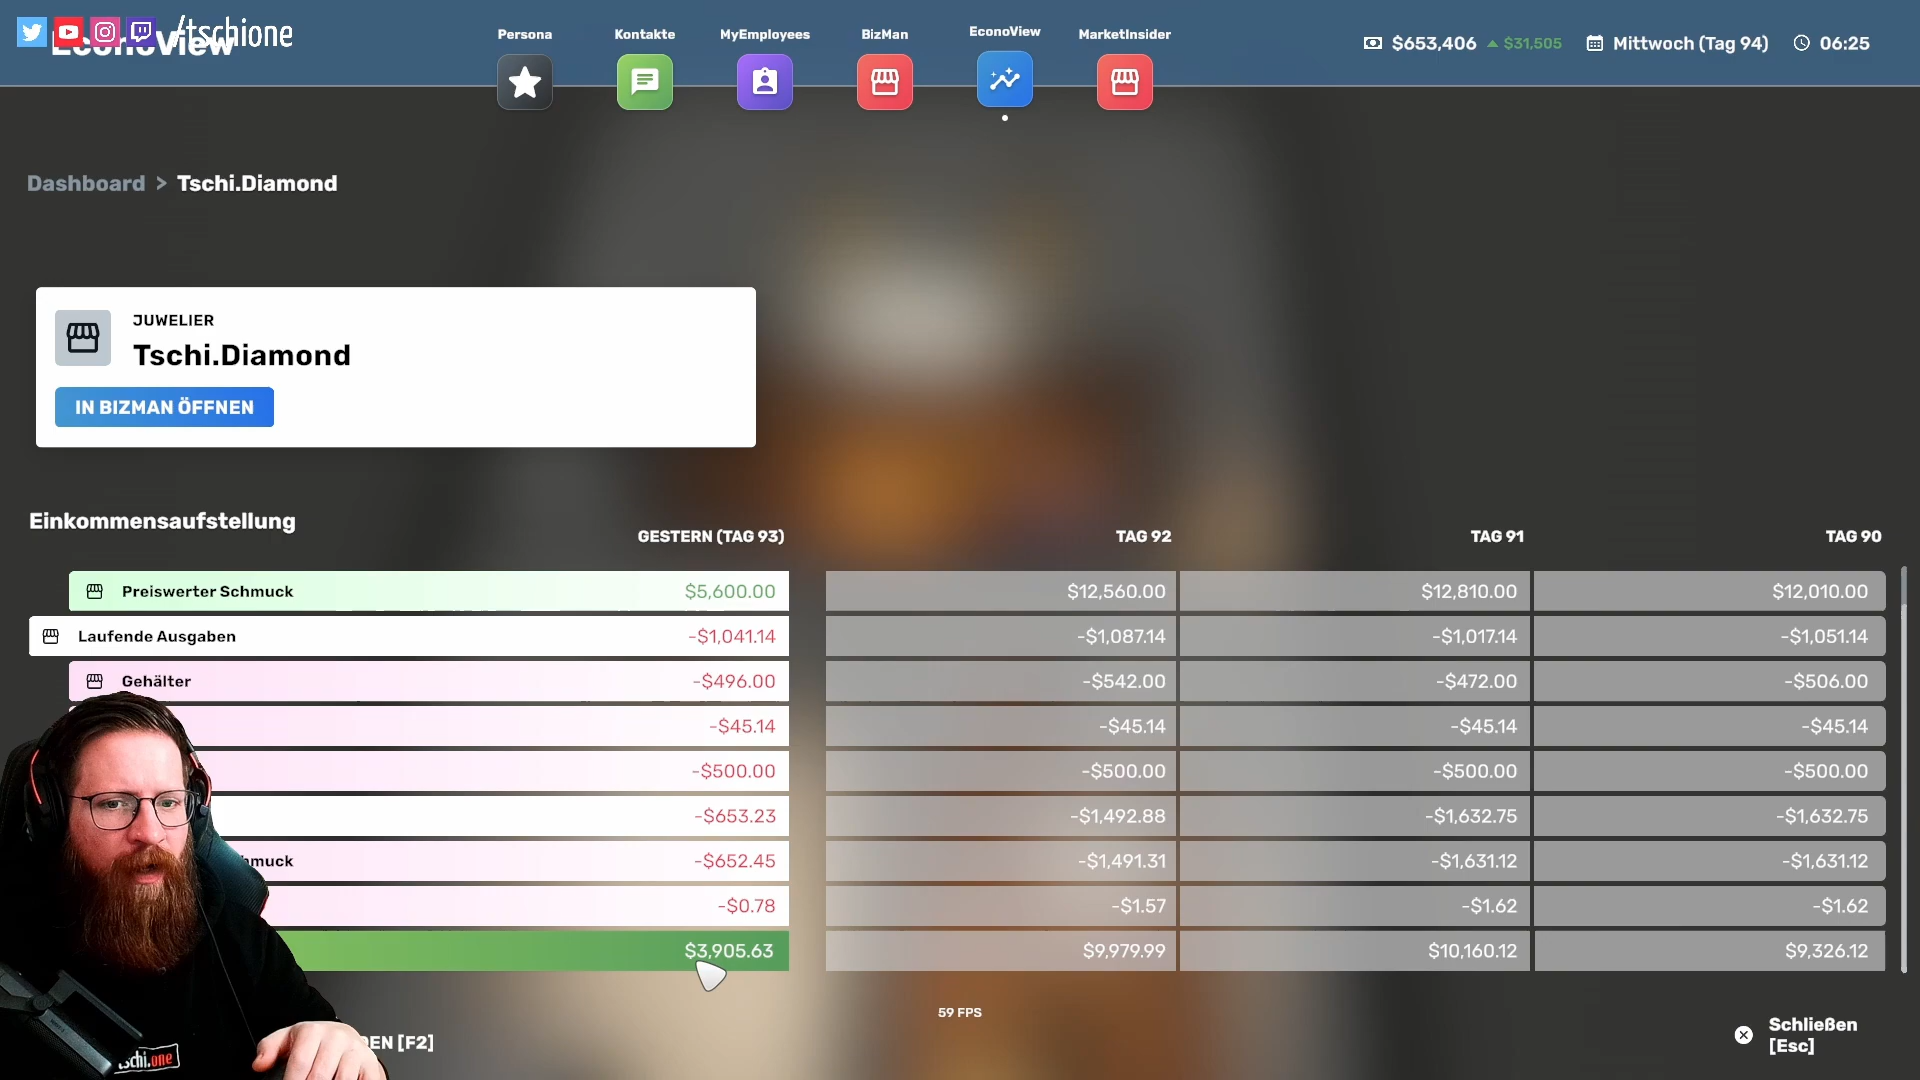 /tschione
EconoView
Persona
Kontakte
MyEmployees
BizMan
EconoView
MarketInsider
$653,406
$31,505
Mittwoch (Tag 94)
06:25
Dashboard > Tschi.Diamond
JUWELIER
Tschi.Diamond
IN BIZMAN ÖFFNEN
Einkommensaufstellung
GESTERN (TAG 93) TAG 92 TAG 91 TAG 90
Preiswerter Schmuck $5,600.00 $12,560.00 $12,810.00 $12,010.00
Laufende Ausgaben -$1,041.14 -$1,087.14 -$1,017.14 -$1,051.14
Gehälter -$496.00 -$542.00 -$472.00 -$506.00
-$45.14 -$45.14 -$45.14 -$45.14
-$500.00 -$500.00 -$500.00 -$500.00
-$653.23 -$1,492.88 -$1,632.75 -$1,632.75
hmuck -$652.45 -$1,491.31 -$1,631.12 -$1,631.12
-$0.78 -$1.57 -$1.62 -$1.62
$3,905.63 $9,979.99 $10,160.12 $9,326.12
59 FPS
DEN [F2]
Schließen
[Esc]
tschi.one